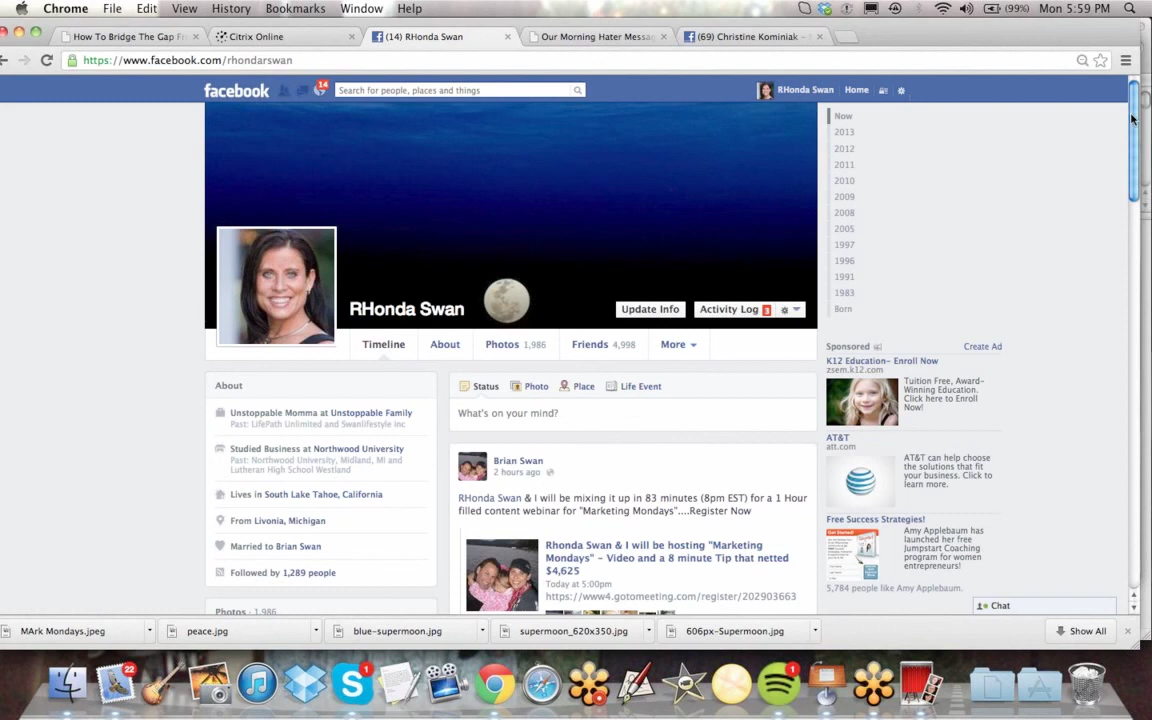 Chrome File Edit View History Bookmarks Window Help (99%) Mon 5:59 PM
How To Bridge The Gap Citrix Online (14) RHonda Swan Our Morning Hater Messa (69) Christine Kominiak -
https://www.facebook.com/rhondarswan
facebook 14 Search for people, places and things RHonda Swan Home
Now
2013
2012
2011
2010
2009
2008
2005
1997
1996
1991
1983
Born
RHonda Swan Update Info Activity Log 3
Timeline About Photos 1,986 Friends 4,998 More
About
Unstoppable Momma at Unstoppable Family
Past: LifePath Unlimited and Swanlifestyle inc
Studied Business at Northwood University
Past: Northwood University, Midland, MI and
Lutheran High School Westland
Lives in South Lake Tahoe, California
From Livonia, Michigan
Married to Brian Swan
Followed by 1,289 people
Photos · 1,986
Status Photo Place Life Event
What's on your mind?
Brian Swan
2 hours ago
RHonda Swan & I will be mixing it up in 83 minutes (8pm EST) for a 1 Hour
filled content webinar for "Marketing Mondays"....Register Now
Rhonda Swan & I will be hosting "Marketing
Mondays" - Video and a 8 minute Tip that netted
$4,625
Today at 5:00pm
https://www4.gotomeeting.com/register/202903663
Sponsored Create Ad
K12 Education- Enroll Now
zsem.k12.com
Tuition Free, Award-
Winning Education.
Click here to Enroll
Now!
AT&T
att.com
AT&T can help choose
the solutions that fit
your business. Click to
learn more.
Free Success Strategies!
Amy Applebaum has
launched her free
Jumpstart Coaching
program for women
entrepreneurs!
5,784 people like Amy Applebaum.
Chat
MArk Mondays.jpeg peace.jpg blue-supermoon.jpg supermoon_620x350.jpg 606px-Supermoon.jpg Show All
22 1 1